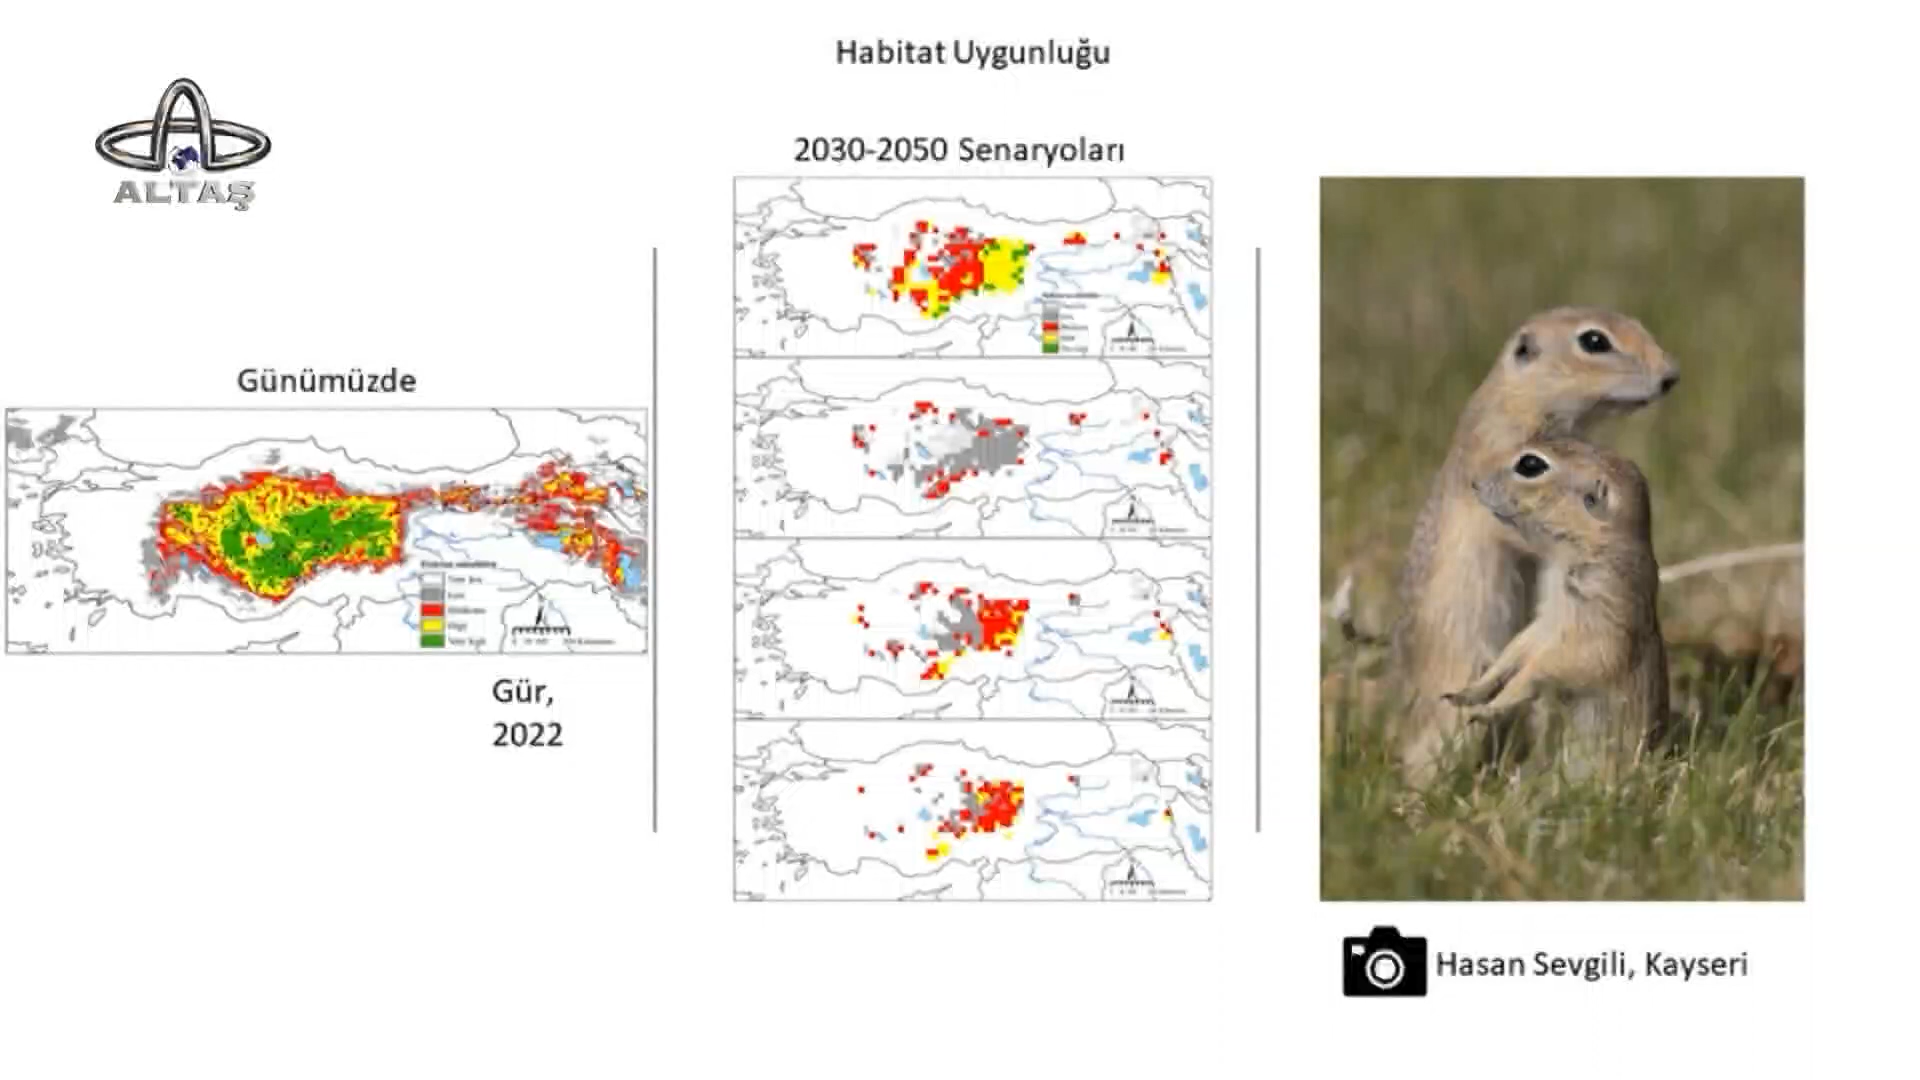 Habitat Uygunluğu
ALTAŞ
2030-2050 Senaryoları
Günümüzde
Gür,
2022
Hasan Sevgili, Kayseri